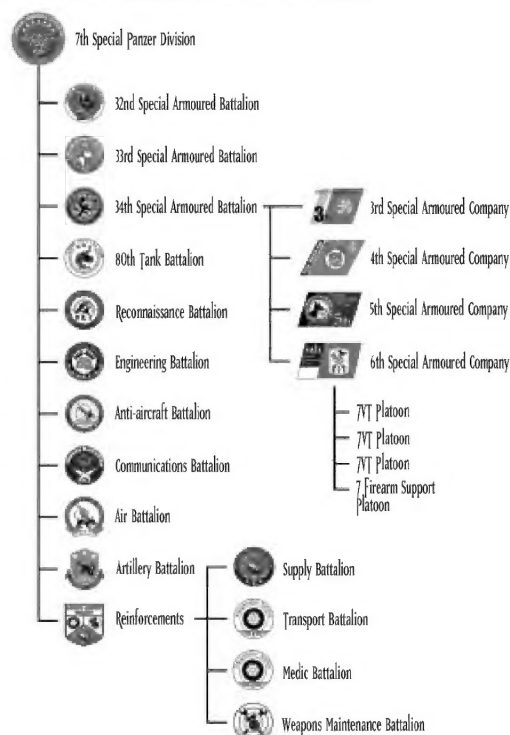 7th Special Panzer Division
32nd Special Armoured Battalion
33rd Special Armoured Battalion
34th Special Armoured Battalion
3rd Special Armoured Company
4th Special Armoured Company
80th Tank Battalion
Reconnaissance Battalion
5th Special Armoured Company
Engineering Battalion
6th Special Armoured Company
Anti-aircraft Battalion
7VT Platoon
7VT Platoon
7VT Platoon
7 Firearm Support
Platoon
Communications Battalion
Air Battalion
Artillery Battalion
Supply Battalion
Reinforcements
Transport Battalion
Medic Battalion
Weapons Maintenance Battalion